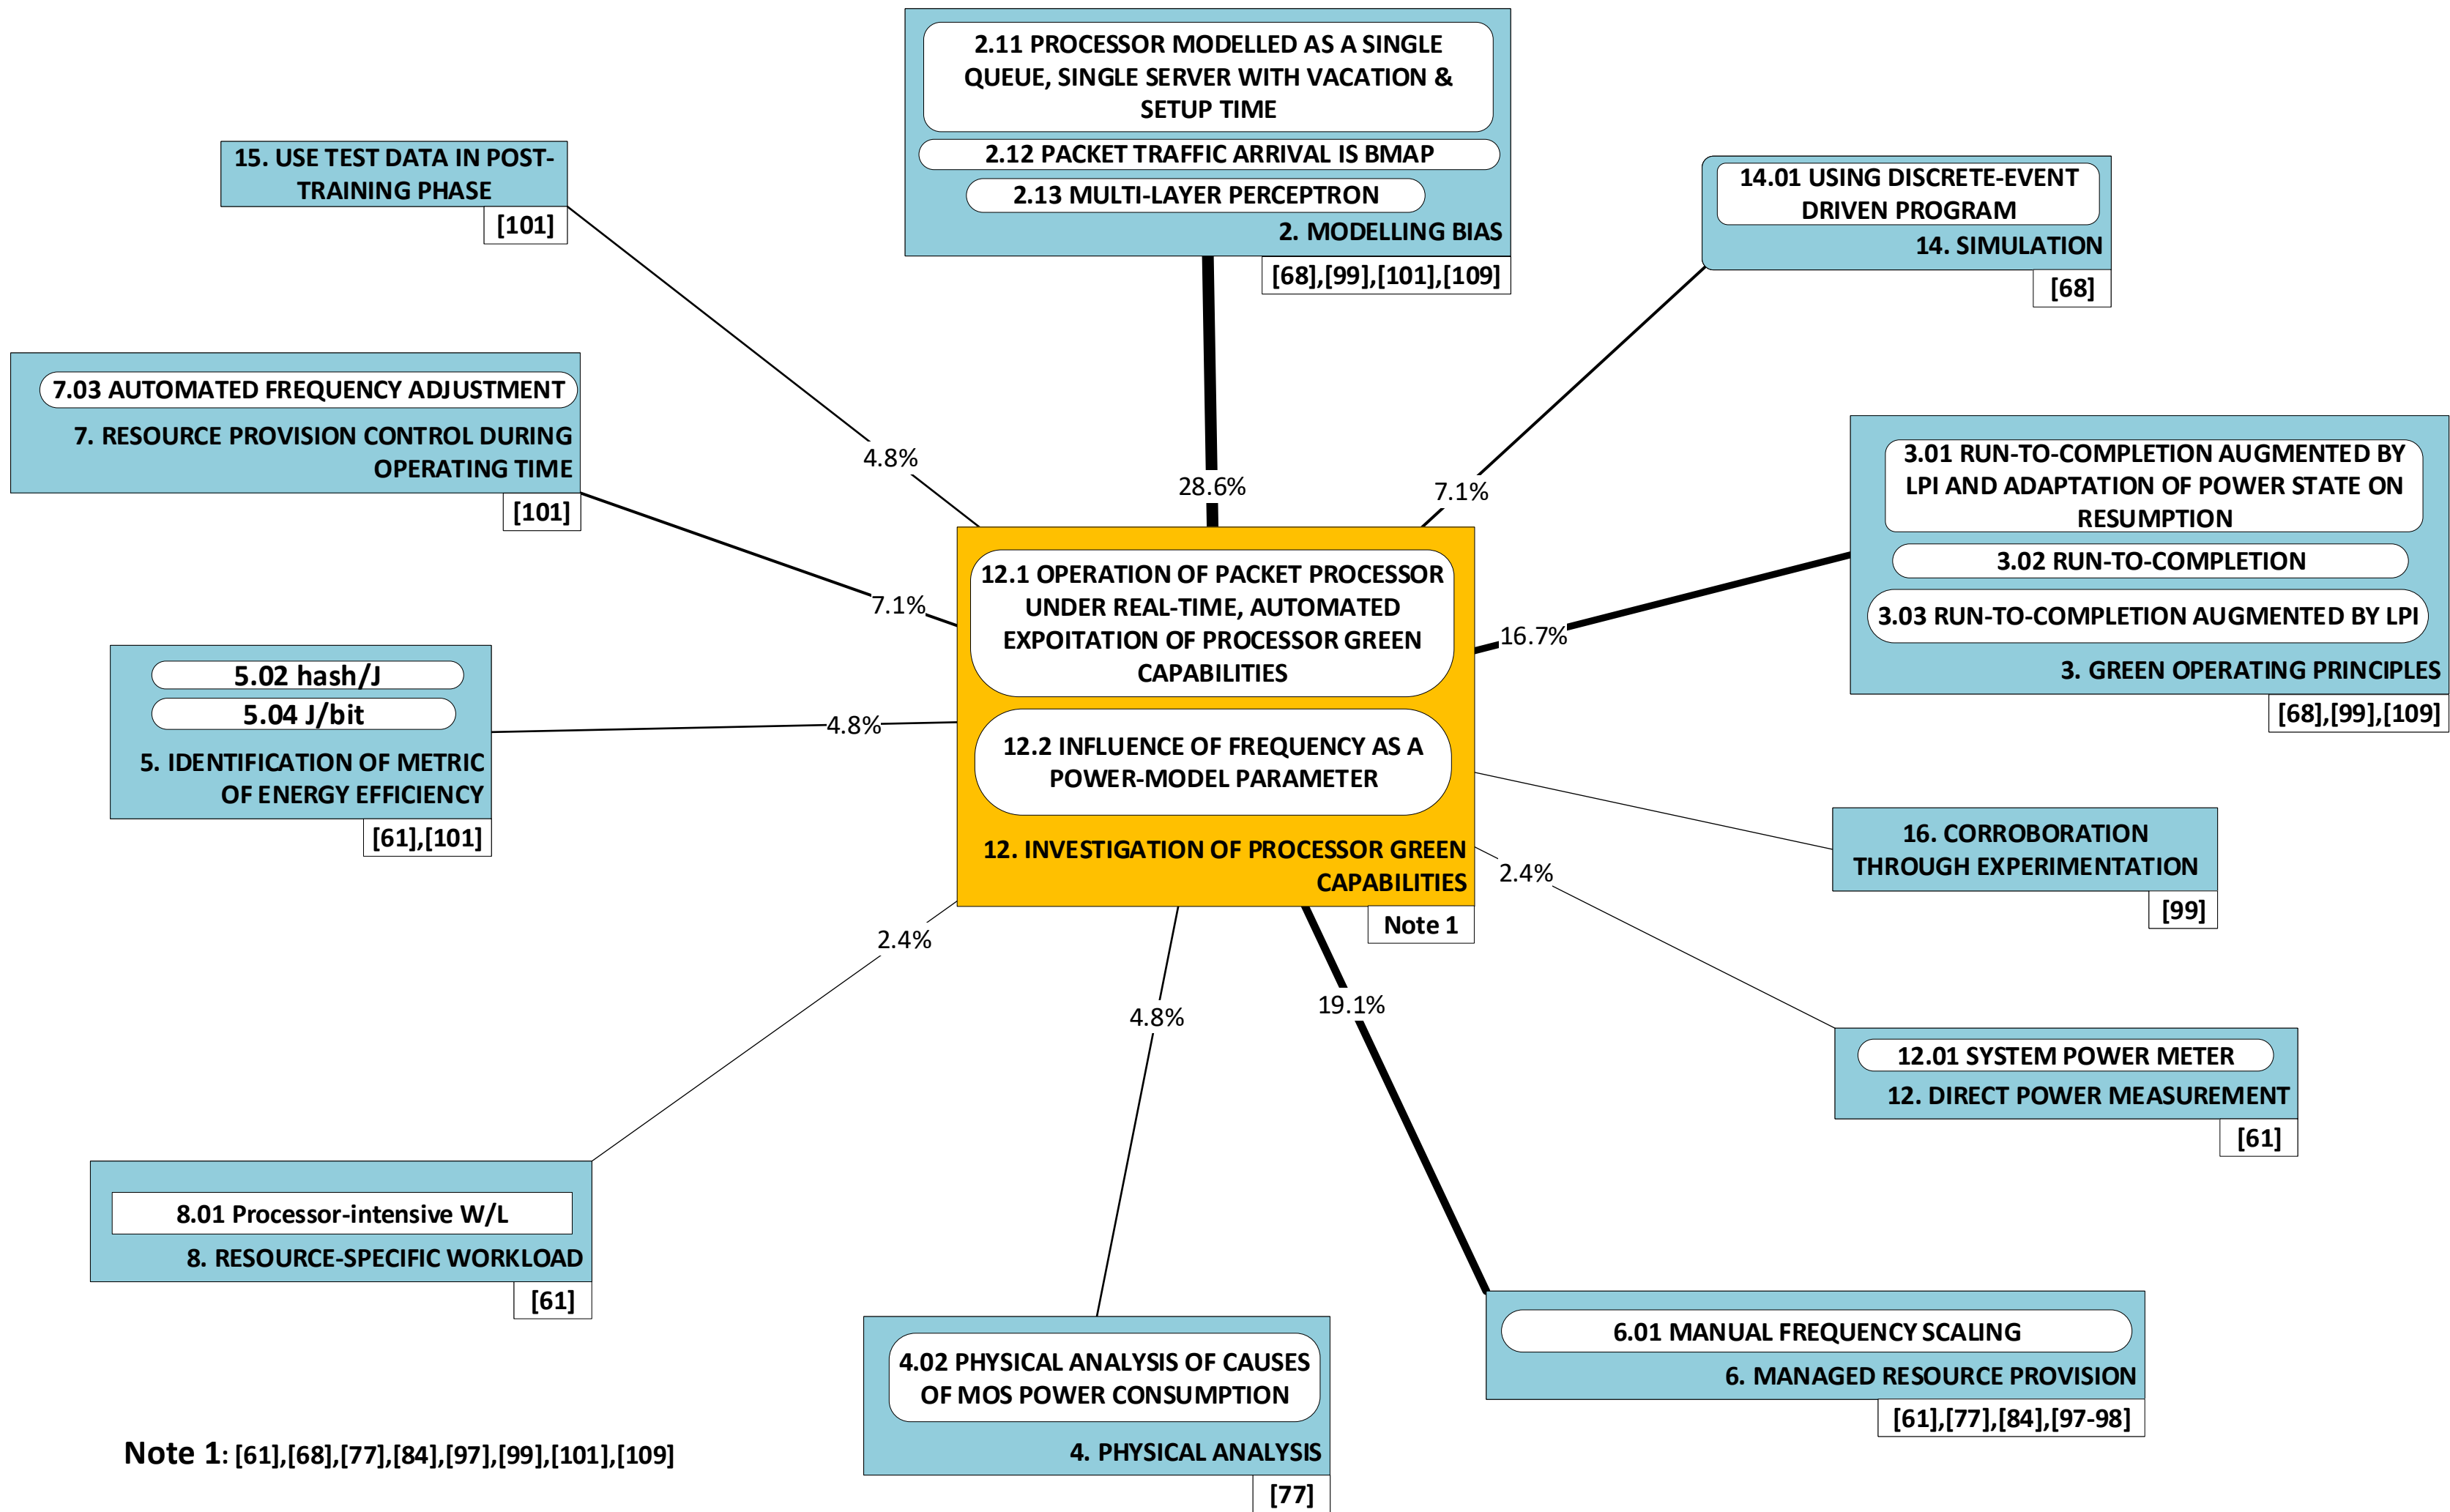 2.11 PROCESSOR MODELLED AS A SINGLE
QUEUE, SINGLE SERVER WITH VACATION &
SETUP TIME
2.12 PACKET TRAFFIC ARRIVAL IS BMAP
2.13 MULTI-LAYER PERCEPTRON
2. MODELLING BIAS
[68],[99],[101],[109]
15. USE TEST DATA IN POST-
TRAINING PHASE
[101]
14.01 USING DISCRETE-EVENT
DRIVEN PROGRAM
14. SIMULATION
[68]
7.03 AUTOMATED FREQUENCY ADJUSTMENT
7. RESOURCE PROVISION CONTROL DURING
OPERATING TIME
[101]
3.01 RUN-TO-COMPLETION AUGMENTED BY
LPI AND ADAPTATION OF POWER STATE ON
RESUMPTION
3.02 RUN-TO-COMPLETION
3.03 RUN-TO-COMPLETION AUGMENTED BY LPI
3. GREEN OPERATING PRINCIPLES
[68],[99],[109]
4.8%
28.6%
7.1%
7.1%
16.7%
12.1 OPERATION OF PACKET PROCESSOR
UNDER REAL-TIME, AUTOMATED
EXPOITATION OF PROCESSOR GREEN
CAPABILITIES
12.2 INFLUENCE OF FREQUENCY AS A
POWER-MODEL PARAMETER
12. INVESTIGATION OF PROCESSOR GREEN
CAPABILITIES
Note 1
5.02 hash/J
5.04 J/bit
5. IDENTIFICATION OF METRIC
OF ENERGY EFFICIENCY
[61],[101]
4.8%
16. CORROBORATION
THROUGH EXPERIMENTATION
[99]
2.4%
2.4%
4.8%
19.1%
12.01 SYSTEM POWER METER
12. DIRECT POWER MEASUREMENT
[61]
8.01 Processor-intensive W/L
8. RESOURCE-SPECIFIC WORKLOAD
[61]
4.02 PHYSICAL ANALYSIS OF CAUSES
OF MOS POWER CONSUMPTION
4. PHYSICAL ANALYSIS
[77]
6.01 MANUAL FREQUENCY SCALING
6. MANAGED RESOURCE PROVISION
[61],[77],[84],[97-98]
Note 1: [61],[68],[77],[84],[97],[99],[101],[109]